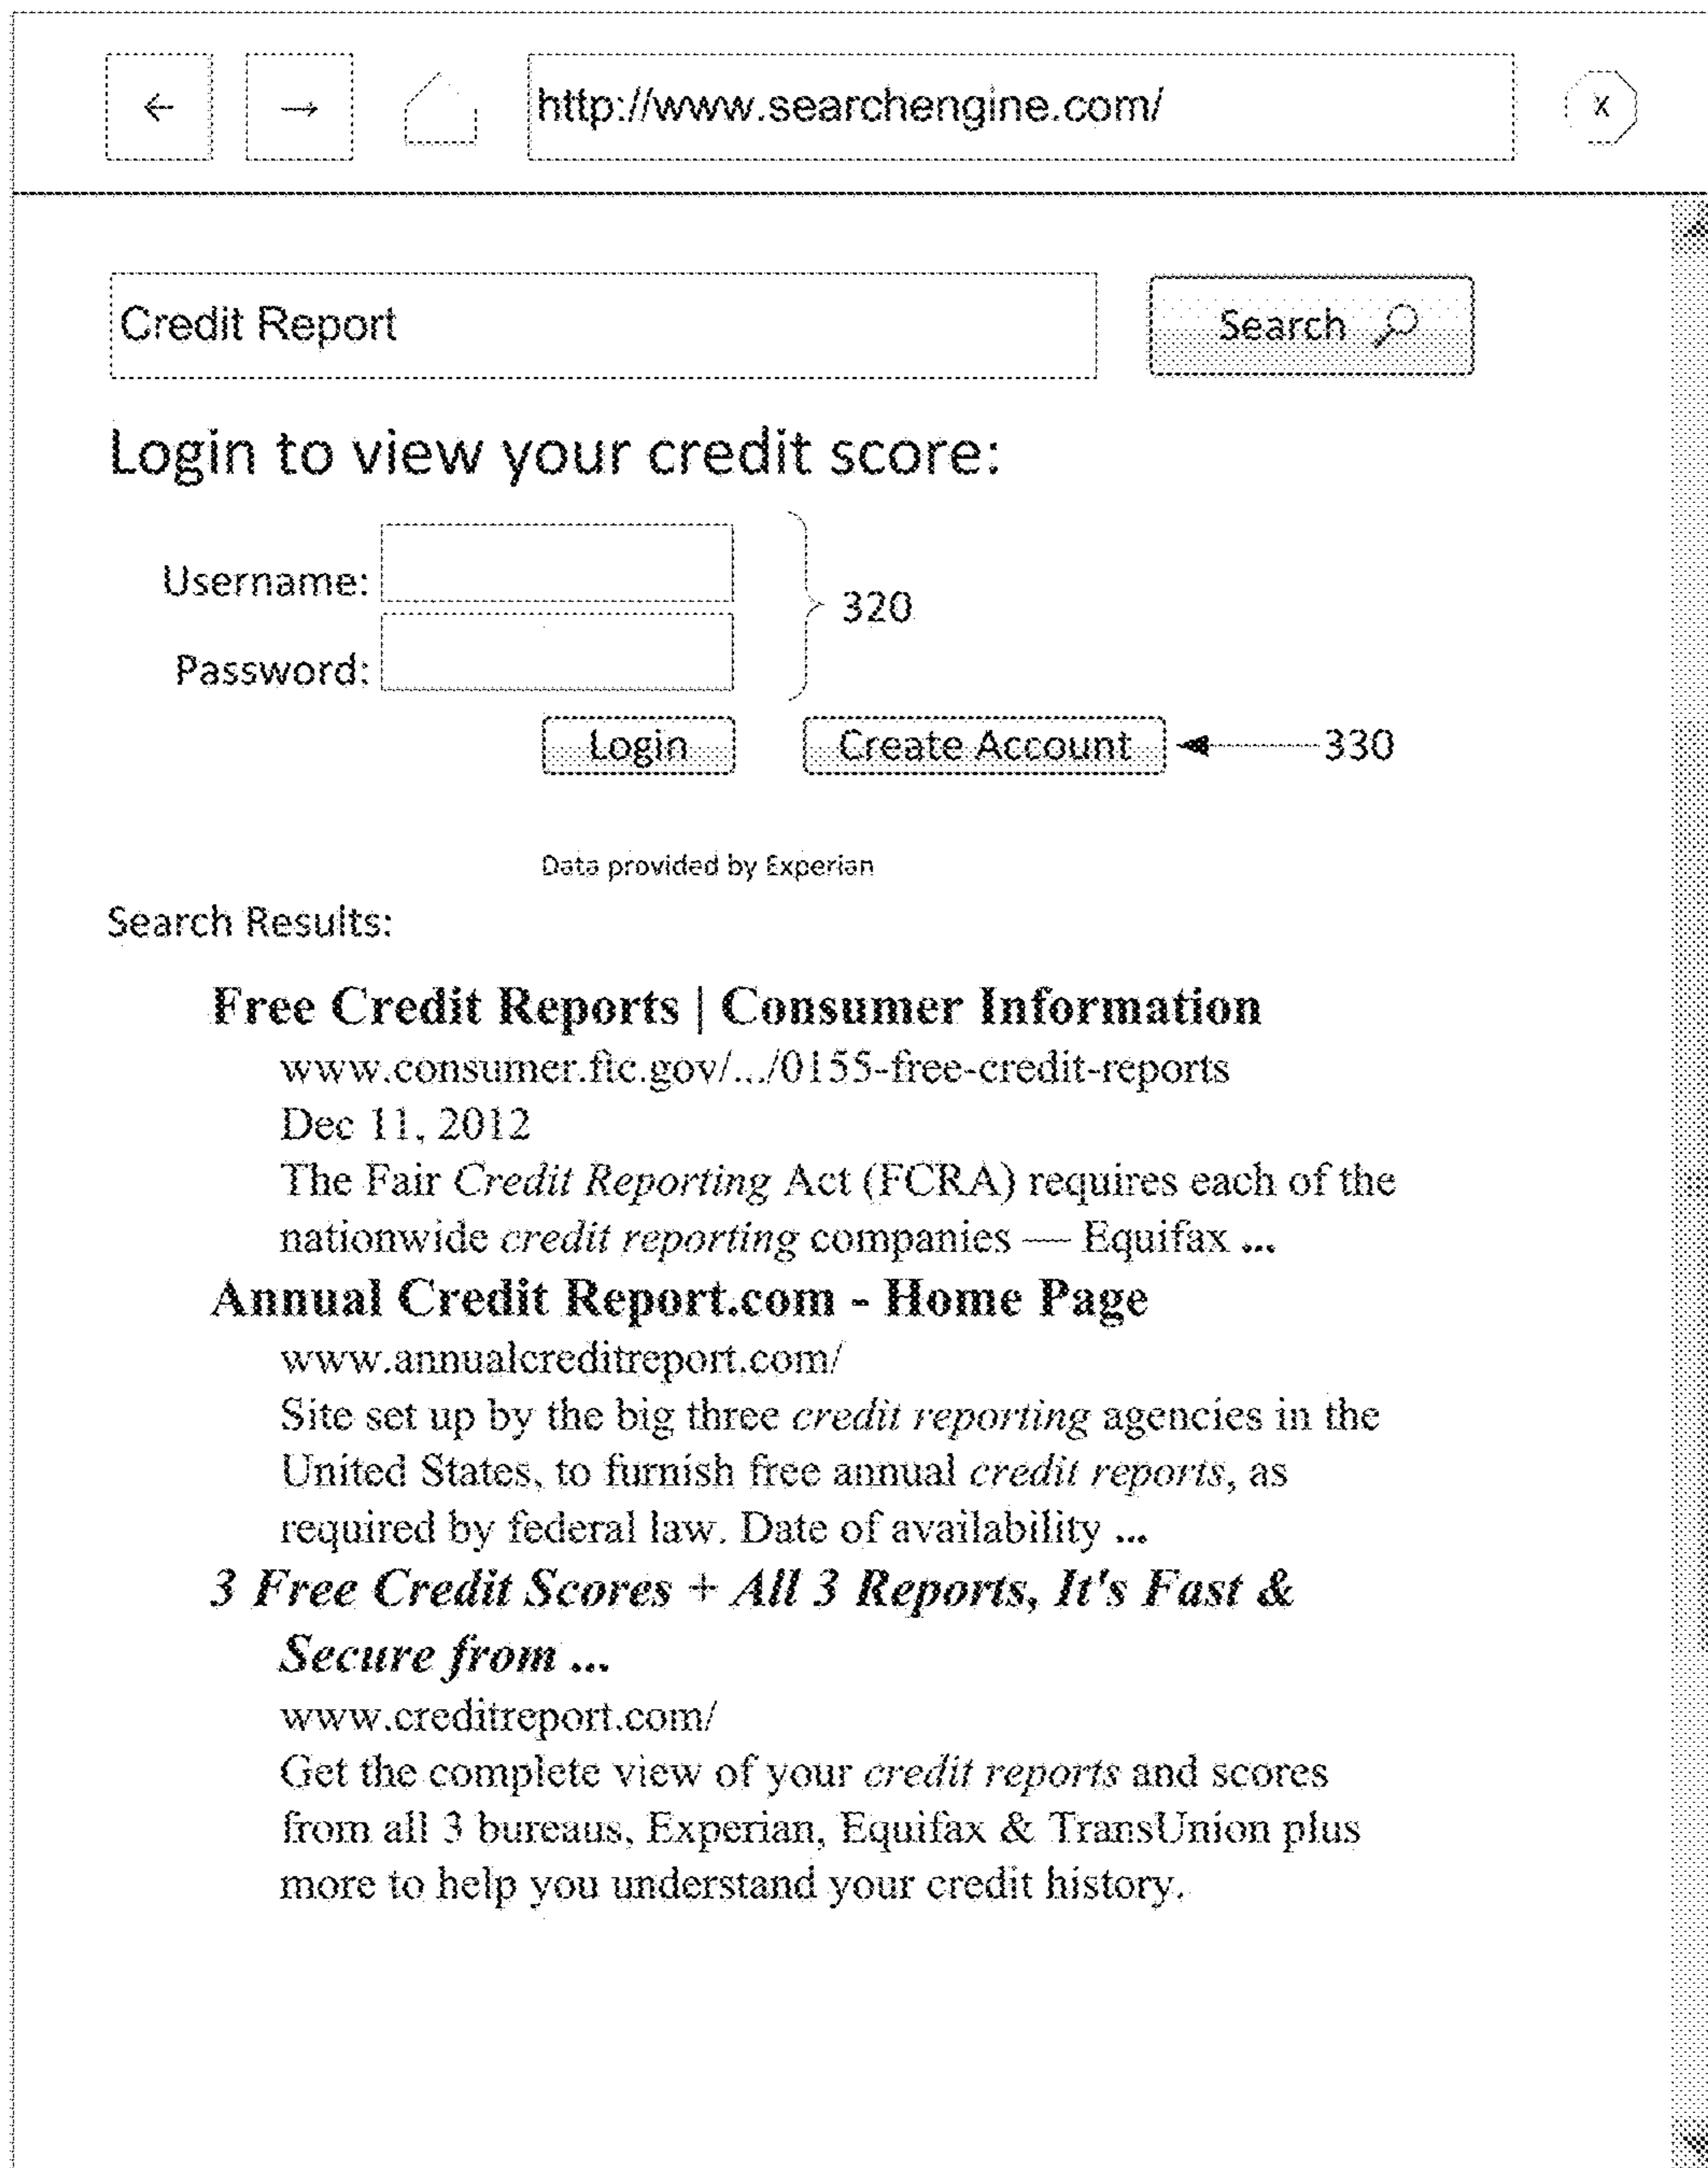 http://www.searchengine.com/
X
Credit Report
Search
Login to view your credit score:
Username:
320
Password:
Login
Create Account
330
Data provided by Experian
Search Results:
Free Credit Reports | Consumer Information
www.consumer.ftc.gov/.../0155-free-credit-reports
Dec 11, 2012
The Fair Credit Reporting Act (FCRA) requires each of the
nationwide credit reporting companies — Equifax ...
Annual Credit Report.com - Home Page
www.annualcreditreport.com/
Site set up by the big three credit reporting agencies in the
United States, to furnish free annual credit reports, as
required by federal law. Date of availability ...
3 Free Credit Scores + All 3 Reports, It's Fast &
Secure from ...
www.creditreport.com/
Get the complete view of your credit reports and scores
from all 3 bureaus, Experian, Equifax & TransUnion plus
more to help you understand your credit history.